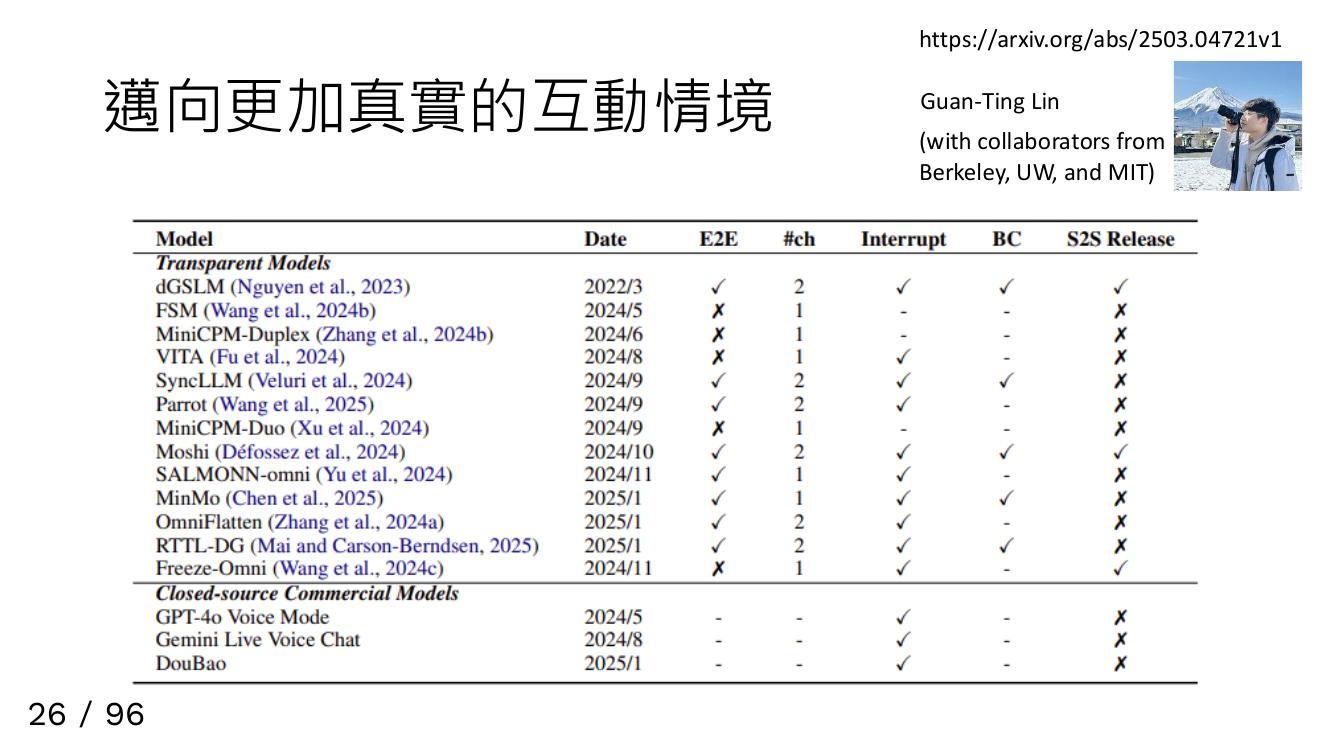 https://arxiv.org/abs/2503.04721v1
邁向更加真實的互動情境
Guan-Ting Lin
(with collaborators from
Berkeley, UW, and MIT)
Model Date E2E #ch Interrupt BC S2S Release
Transparent Models
dGSLM (Nguyen et al., 2023) 2022/3 ✓ 2 ✓ ✓ ✓
FSM (Wang et al., 2024b) 2024/5 ✗ 1 - - ✗
MiniCPM-Duplex (Zhang et al., 2024b) 2024/6 ✗ 1 - - ✗
VITA (Fu et al., 2024) 2024/8 ✗ 1 ✓ - ✗
SyncLLM (Veluri et al., 2024) 2024/9 ✓ 2 ✓ ✓ ✗
Parrot (Wang et al., 2025) 2024/9 ✓ 2 ✓ - ✗
MiniCPM-Duo (Xu et al., 2024) 2024/9 ✗ 1 - - ✗
Moshi (Défossez et al., 2024) 2024/10 ✓ 2 ✓ ✓ ✓
SALMONN-omni (Yu et al., 2024) 2024/11 ✓ 1 ✓ - ✗
MinMo (Chen et al., 2025) 2025/1 ✓ 1 ✓ ✓ ✗
OmniFlatten (Zhang et al., 2024a) 2025/1 ✓ 2 ✓ - ✗
RTTL-DG (Mai and Carson-Berndsen, 2025) 2025/1 ✓ 2 ✓ ✓ ✗
Freeze-Omni (Wang et al., 2024c) 2024/11 ✗ 1 ✓ - ✓
Closed-source Commercial Models
GPT-4o Voice Mode 2024/5 - - ✓ - ✗
Gemini Live Voice Chat 2024/8 - - ✓ - ✗
DouBao 2025/1 - - ✓ - ✗
26 / 96